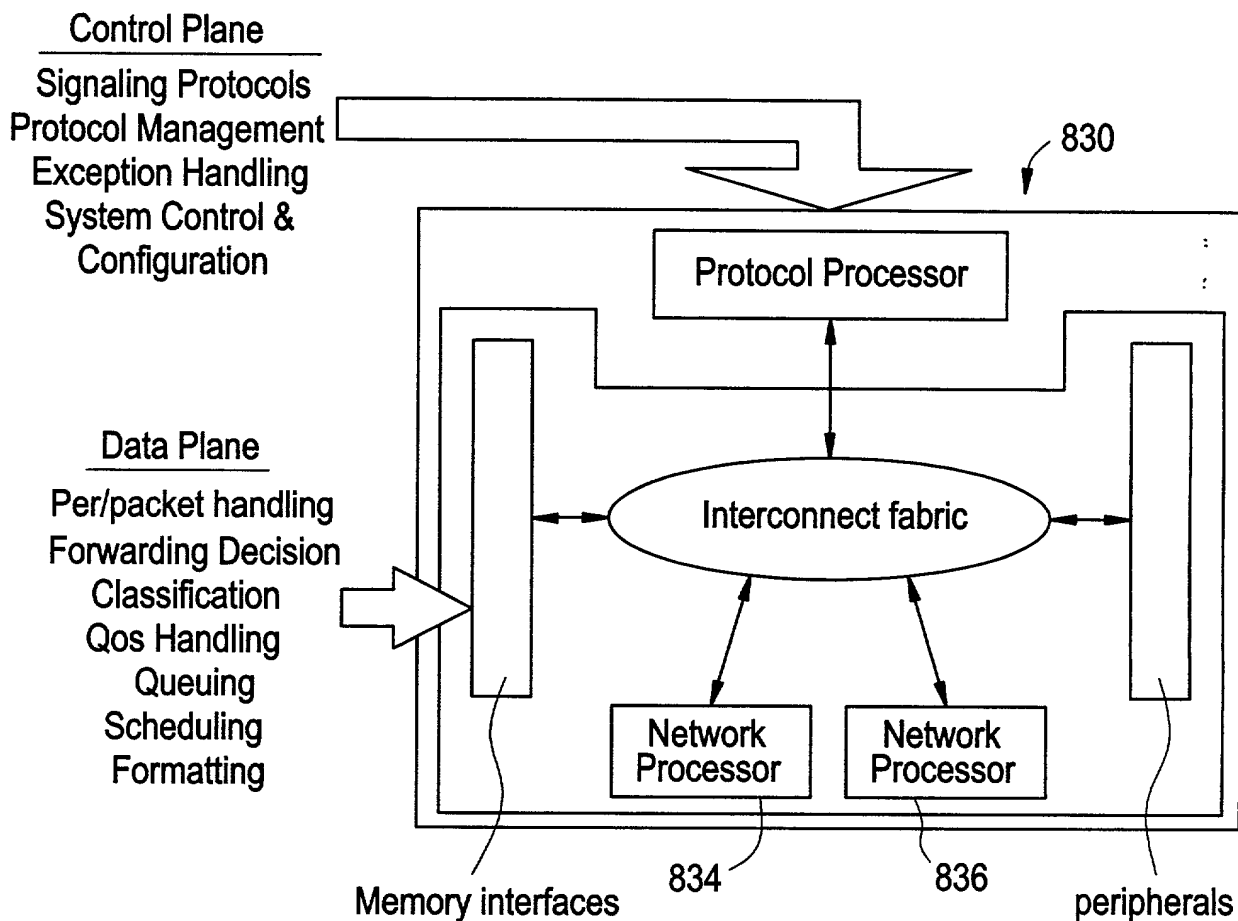 Control Plane
Signaling Protocols
Protocol Management
Exception Handling
System Control &
Configuration
830
Protocol Processor
Data Plane
Per/packet handling
Forwarding Decision
Classification
Qos Handling
Queuing
Scheduling
Formatting
Interconnect fabric
Network
Processor
Network
Processor
834
836
Memory interfaces
peripherals